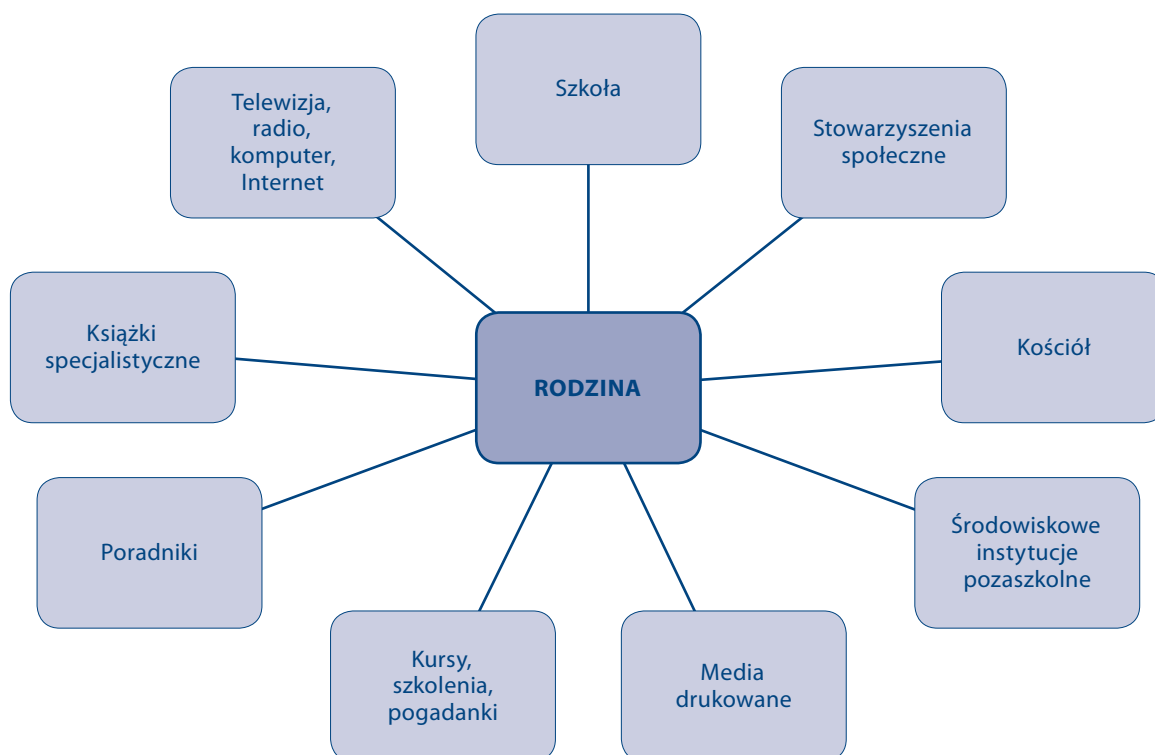 Szkoła
Telewizja,
radio,
komputer,
Internet
Stowarzyszenia
społeczne
Książki
specjalistyczne
RODZINA
Kościół
Poradniki
Środowiskowe
instytucje
pozaszkolne
Kursy,
szkolenia,
pogadanki
Media
drukowane